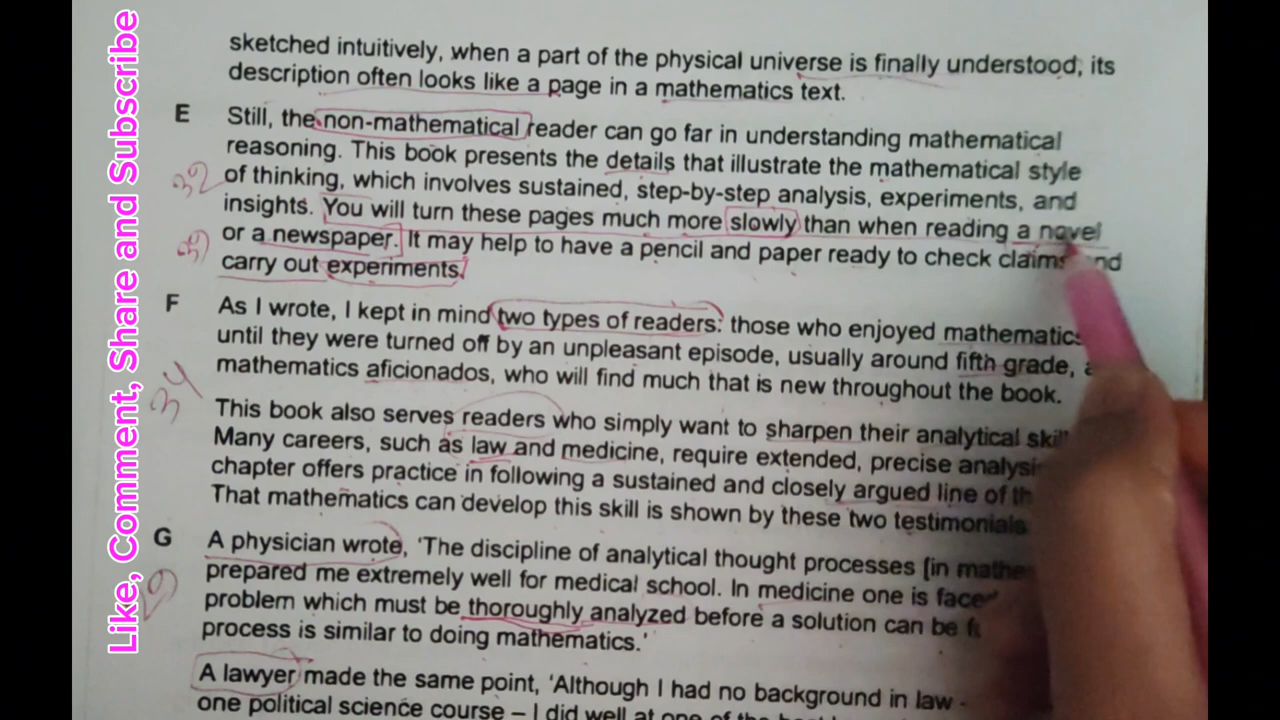 Like, Comment, Share and Subscribe
sketched intuitively, when a part of the physical universe is finally understood, its
description often looks like a page in a mathematics text.
E Still, the non-mathematical reader can go far in understanding mathematical
reasoning. This book presents the details that illustrate the mathematical style
32 of thinking, which involves sustained, step-by-step analysis, experiments, and
insights. You will turn these pages much more slowly than when reading a novel
or a newspaper. It may help to have a pencil and paper ready to check claims and
carry out experiments.
F As I wrote, I kept in mind two types of readers: those who enjoyed mathematics
until they were turned off by an unpleasant episode, usually around fifth grade,
34 mathematics aficionados, who will find much that is new throughout the book.
This book also serves readers who simply want to sharpen their analytical
Many careers, such as law and medicine, require extended, precise
chapter offers practice in following a sustained and closely argued line of
That mathematics can develop this skill is shown by these two testimonials
G A physician wrote, 'The discipline of analytical thought processes [in
prepared me extremely well for medical school. In medicine one is
problem which must be thoroughly analyzed before a solution can be
process is similar to doing mathematics.'
A lawyer made the same point, 'Although I had no background in law -
one political science course – I did well at one of the